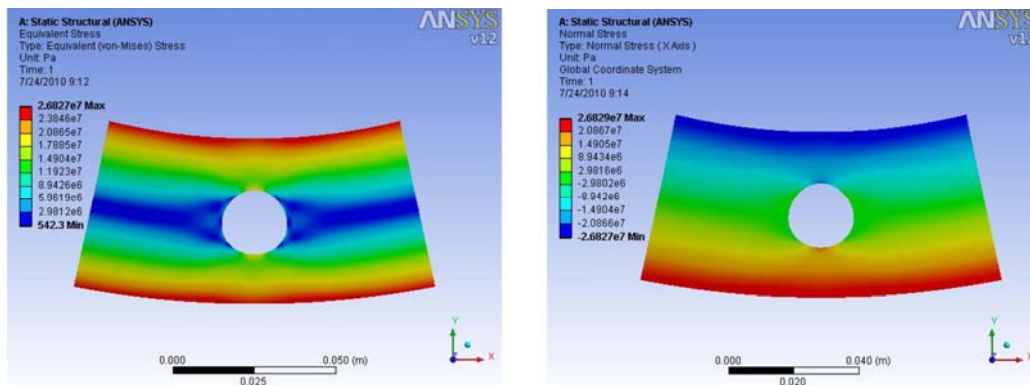 A: Static Structural (ANSYS)
Equivalent Stress
Type: Equivalent (von-Mises) Stress
Unit: Pa
Time: 1
7/24/2010 9:12
2.6827e7 Max
2.3846e7
2.0865e7
1.7885e7
1.4904e7
1.1923e7
8.9426e6
5.9619e6
2.9812e6
542.3 Min
ANSYS
v12
Y
X
0.000
0.050 (m)
0.025
A: Static Structural (ANSYS)
Normal Stress
Type: Normal Stress ( X Axis )
Unit: Pa
Global Coordinate System
Time: 1
7/24/2010 9:14
2.6829e7 Max
2.0867e7
1.4905e7
8.9434e6
2.9816e6
-2.9802e6
-8.942e6
-1.4904e7
-2.0866e7
-2.6827e7 Min
ANSYS
v12
Y
X
0.000
0.040 (m)
0.020